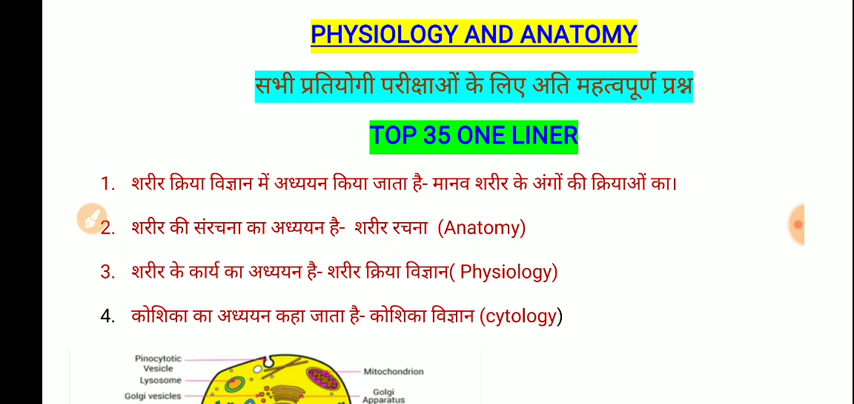 PHYSIOLOGY AND ANATOMY
सभी प्रतियोगी परीक्षाओं के लिए अति महत्वपूर्ण प्रश्न
TOP 35 ONE LINER
1. शरीर क्रिया विज्ञान में अध्ययन किया जाता है- मानव शरीर के अंगों की क्रियाओं का।
2. शरीर की संरचना का अध्ययन है- शरीर रचना (Anatomy)
3. शरीर के कार्य का अध्ययन है- शरीर क्रिया विज्ञान( Physiology)
4. कोशिका का अध्ययन कहा जाता है- कोशिका विज्ञान (cytology)
Pinocytotic
Vesicle
Lysosome
Golgi vesicles
Mitochondrion
Golgi
Apparatus